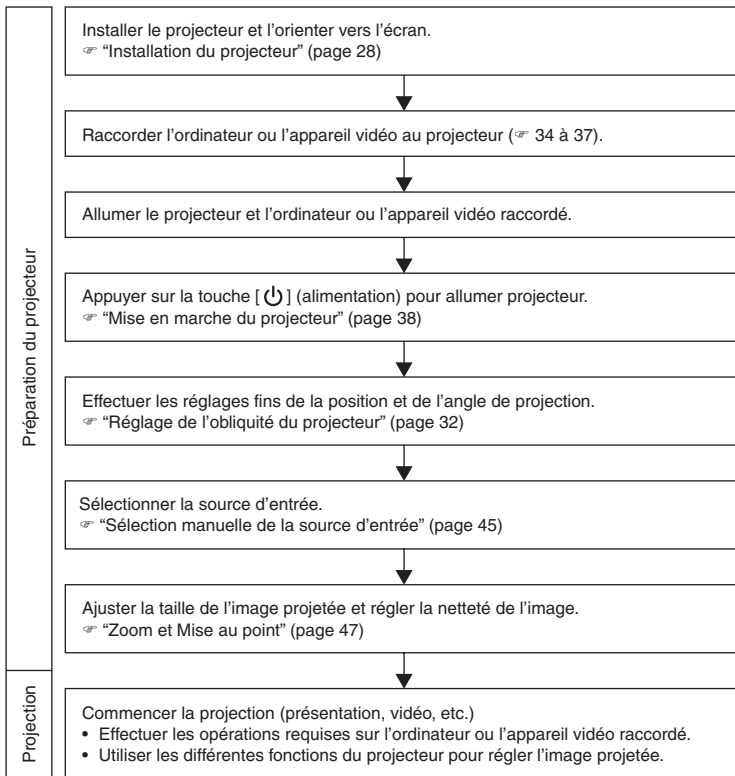 Préparation du projecteur
Installer le projecteur et l'orienter vers l'écran.
☞ “Installation du projecteur” (page 28)
Raccorder l'ordinateur ou l'appareil vidéo au projecteur (☞ 34 à 37).
Allumer le projecteur et l'ordinateur ou l'appareil vidéo raccordé.
Appuyer sur la touche [⏻] (alimentation) pour allumer projecteur.
☞ “Mise en marche du projecteur” (page 38)
Effectuer les réglages fins de la position et de l'angle de projection.
☞ “Réglage de l'obliquité du projecteur” (page 32)
Sélectionner la source d'entrée.
☞ “Sélection manuelle de la source d'entrée” (page 45)
Ajuster la taille de l'image projetée et régler la netteté de l'image.
☞ “Zoom et Mise au point” (page 47)
Projection
Commencer la projection (présentation, vidéo, etc.)
• Effectuer les opérations requises sur l'ordinateur ou l'appareil vidéo raccordé.
• Utiliser les différentes fonctions du projecteur pour régler l'image projetée.